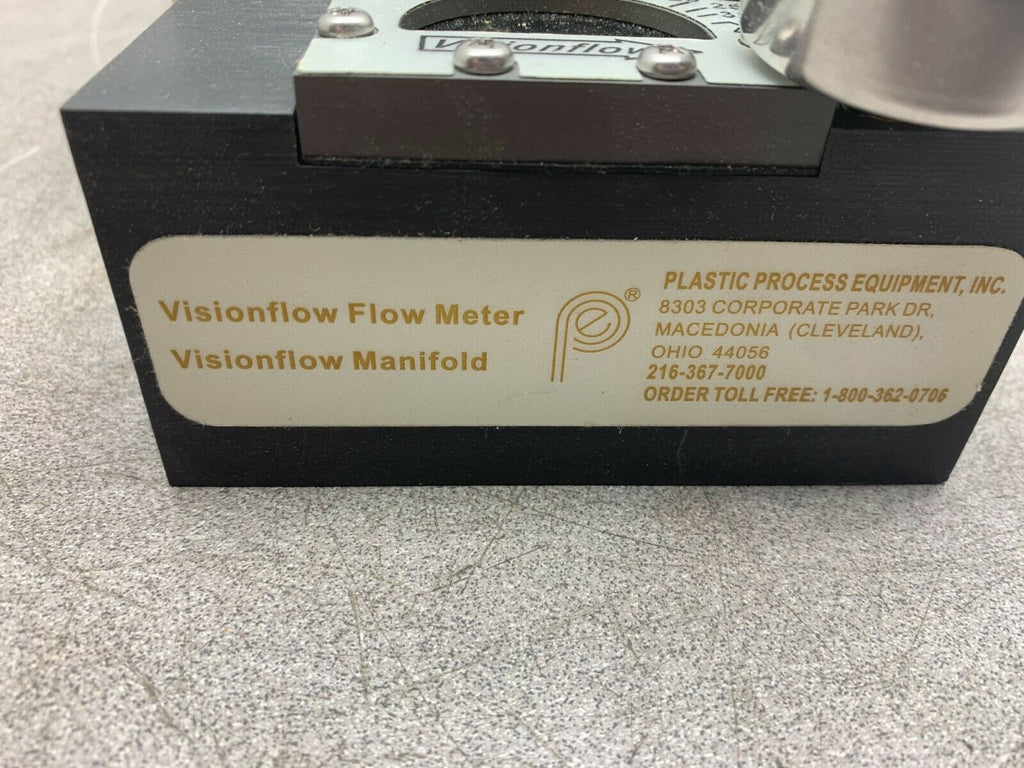 Visionflow
Visionflow Flow Meter
Visionflow Manifold
pe®
PLASTIC PROCESS EQUIPMENT, INC.
8303 CORPORATE PARK DR,
MACEDONIA (CLEVELAND),
OHIO 44056
216-367-7000
ORDER TOLL FREE: 1-800-362-0706